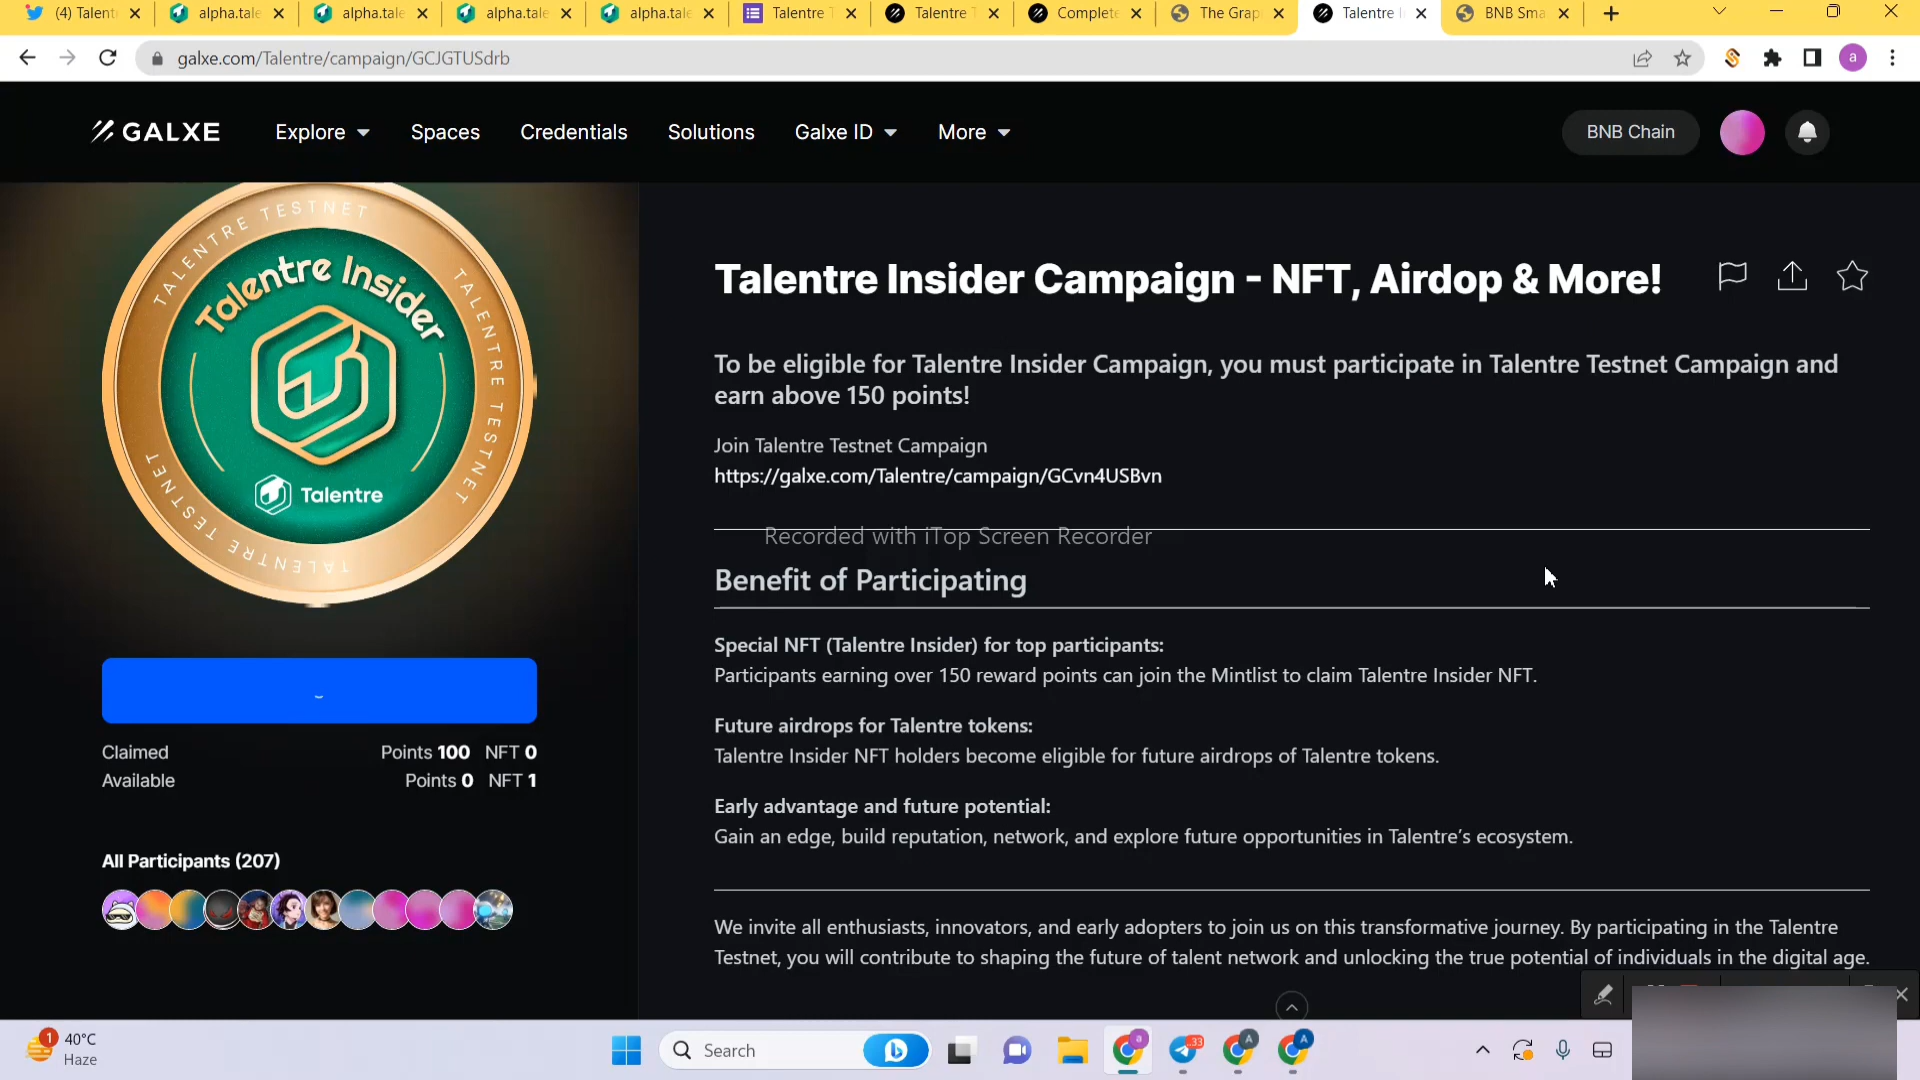 (4) Talent
alpha.tale
alpha.tale
alpha.tale
alpha.tale
Talentre T
Talentre T
Complete
The Grap
Talentre I
BNB Sma
galxe.com/Talentre/campaign/GCJGTUSdrb
a
GALXE
Explore
Spaces
Credentials
Solutions
Galxe ID
More
BNB Chain
TALENTRE TESTNET
TALENTRE TESTNET
TALENTRE TESTNET
Talentre Insider
Talentre
Claimed Points 100 NFT 0
Available Points 0 NFT 1
All Participants (207)
Talentre Insider Campaign - NFT, Airdop & More!
To be eligible for Talentre Insider Campaign, you must participate in Talentre Testnet Campaign and
earn above 150 points!
Join Talentre Testnet Campaign
https://galxe.com/Talentre/campaign/GCvn4USBvn
Recorded with iTop Screen Recorder
Benefit of Participating
Special NFT (Talentre Insider) for top participants:
Participants earning over 150 reward points can join the Mintlist to claim Talentre Insider NFT.
Future airdrops for Talentre tokens:
Talentre Insider NFT holders become eligible for future airdrops of Talentre tokens.
Early advantage and future potential:
Gain an edge, build reputation, network, and explore future opportunities in Talentre's ecosystem.
We invite all enthusiasts, innovators, and early adopters to join us on this transformative journey. By participating in the Talentre
Testnet, you will contribute to shaping the future of talent network and unlocking the true potential of individuals in the digital age.
1
40°C
Haze
Search
a
33
A
A